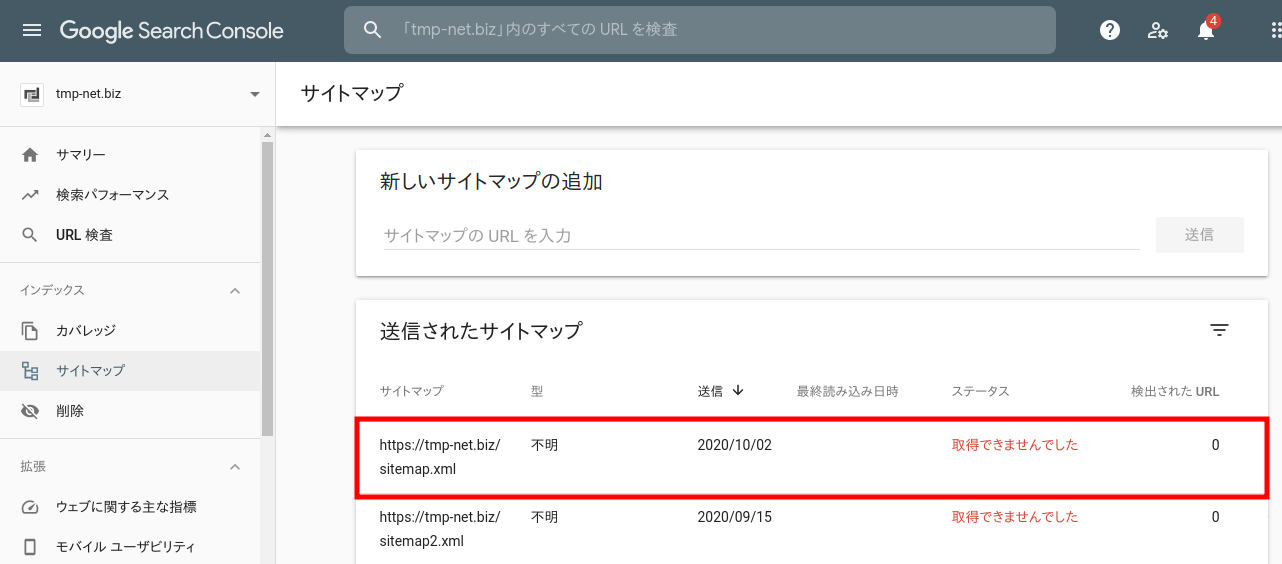 Google Search Console
「tmp-net.biz」内のすべての URL を検査
4
tmp-net.biz
サイトマップ
サマリー
検索パフォーマンス
URL 検査
インデックス
カバレッジ
サイトマップ
削除
拡張
ウェブに関する主な指標
モバイル ユーザビリティ
新しいサイトマップの追加
サイトマップの URL を入力
送信
送信されたサイトマップ
サイトマップ 型 送信 最終読み込み日時 ステータス 検出された URL
https://tmp-net.biz/ 不明 2020/10/02 取得できませんでした 0
sitemap.xml
https://tmp-net.biz/ 不明 2020/09/15 取得できませんでした 0
sitemap2.xml